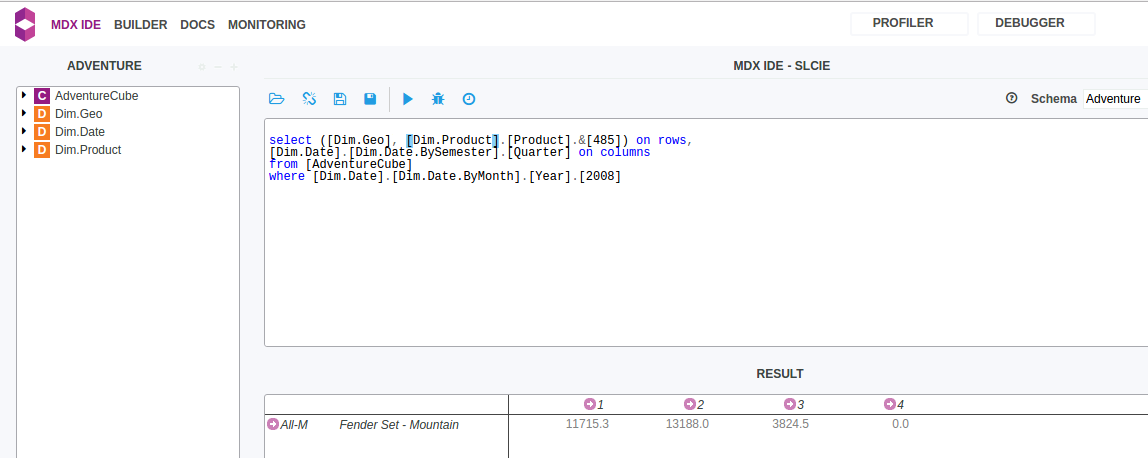 MDX IDE BUILDER DOCS MONITORING PROFILER DEBUGGER
ADVENTURE
C AdventureCube
D Dim.Geo
D Dim.Date
D Dim.Product
MDX IDE - SLCIE
Schema Adventure
select ([Dim.Geo], [Dim.Product].[Product].&[485]) on rows,
[Dim.Date].[Dim.Date.BySemester].[Quarter] on columns
from [AdventureCube]
where [Dim.Date].[Dim.Date.ByMonth].[Year].[2008]
RESULT
1 2 3 4
All-M Fender Set - Mountain 11715.3 13188.0 3824.5 0.0